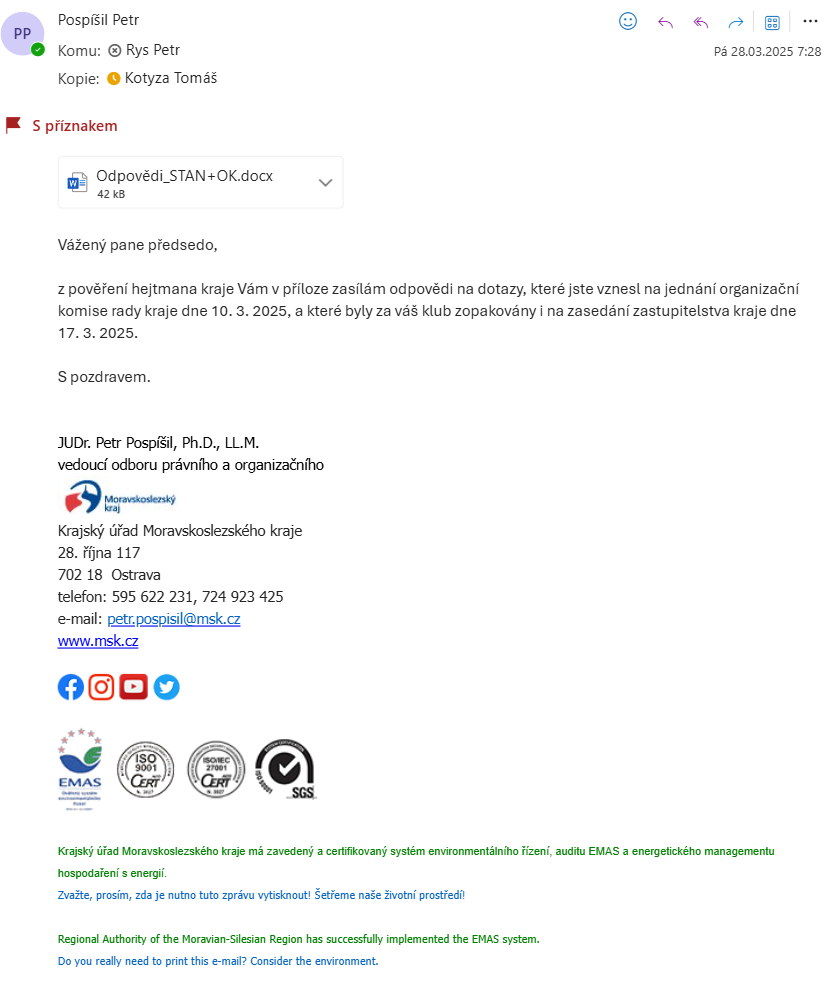 PP
Pospíšil Petr
Komu: Rys Petr
Pá 28.03.2025 7:28
Kopie: Kotyza Tomáš
S příznakem
Odpovědi_STAN+OK.docx
42 kB
Vážený pane předsedo,
z pověření hejtmana kraje Vám v příloze zasílám odpovědi na dotazy, které jste vznesl na jednání organizační
komise rady kraje dne 10. 3. 2025, a které byly za váš klub zopakovány i na zasedání zastupitelstva kraje dne
17. 3. 2025.
S pozdravem.
JUDr. Petr Pospíšil, Ph.D., LL.M.
vedoucí odboru právního a organizačního
Moravskoslezský
kraj
Krajský úřad Moravskoslezského kraje
28. října 117
702 18 Ostrava
telefon: 595 622 231, 724 923 425
e-mail: petr.pospisil@msk.cz
www.msk.cz
EMAS
ISO
9001
CERT
ISO/IEC
27001
CERT
SGS
Krajský úřad Moravskoslezského kraje má zavedený a certifikovaný systém environmentálního řízení, auditu EMAS a energetického managementu
hospodaření s energií.
Zvažte, prosím, zda je nutno tuto zprávu vytisknout! Šetřeme naše životní prostředí!
Regional Authority of the Moravian-Silesian Region has successfully implemented the EMAS system.
Do you really need to print this e-mail? Consider the environment.